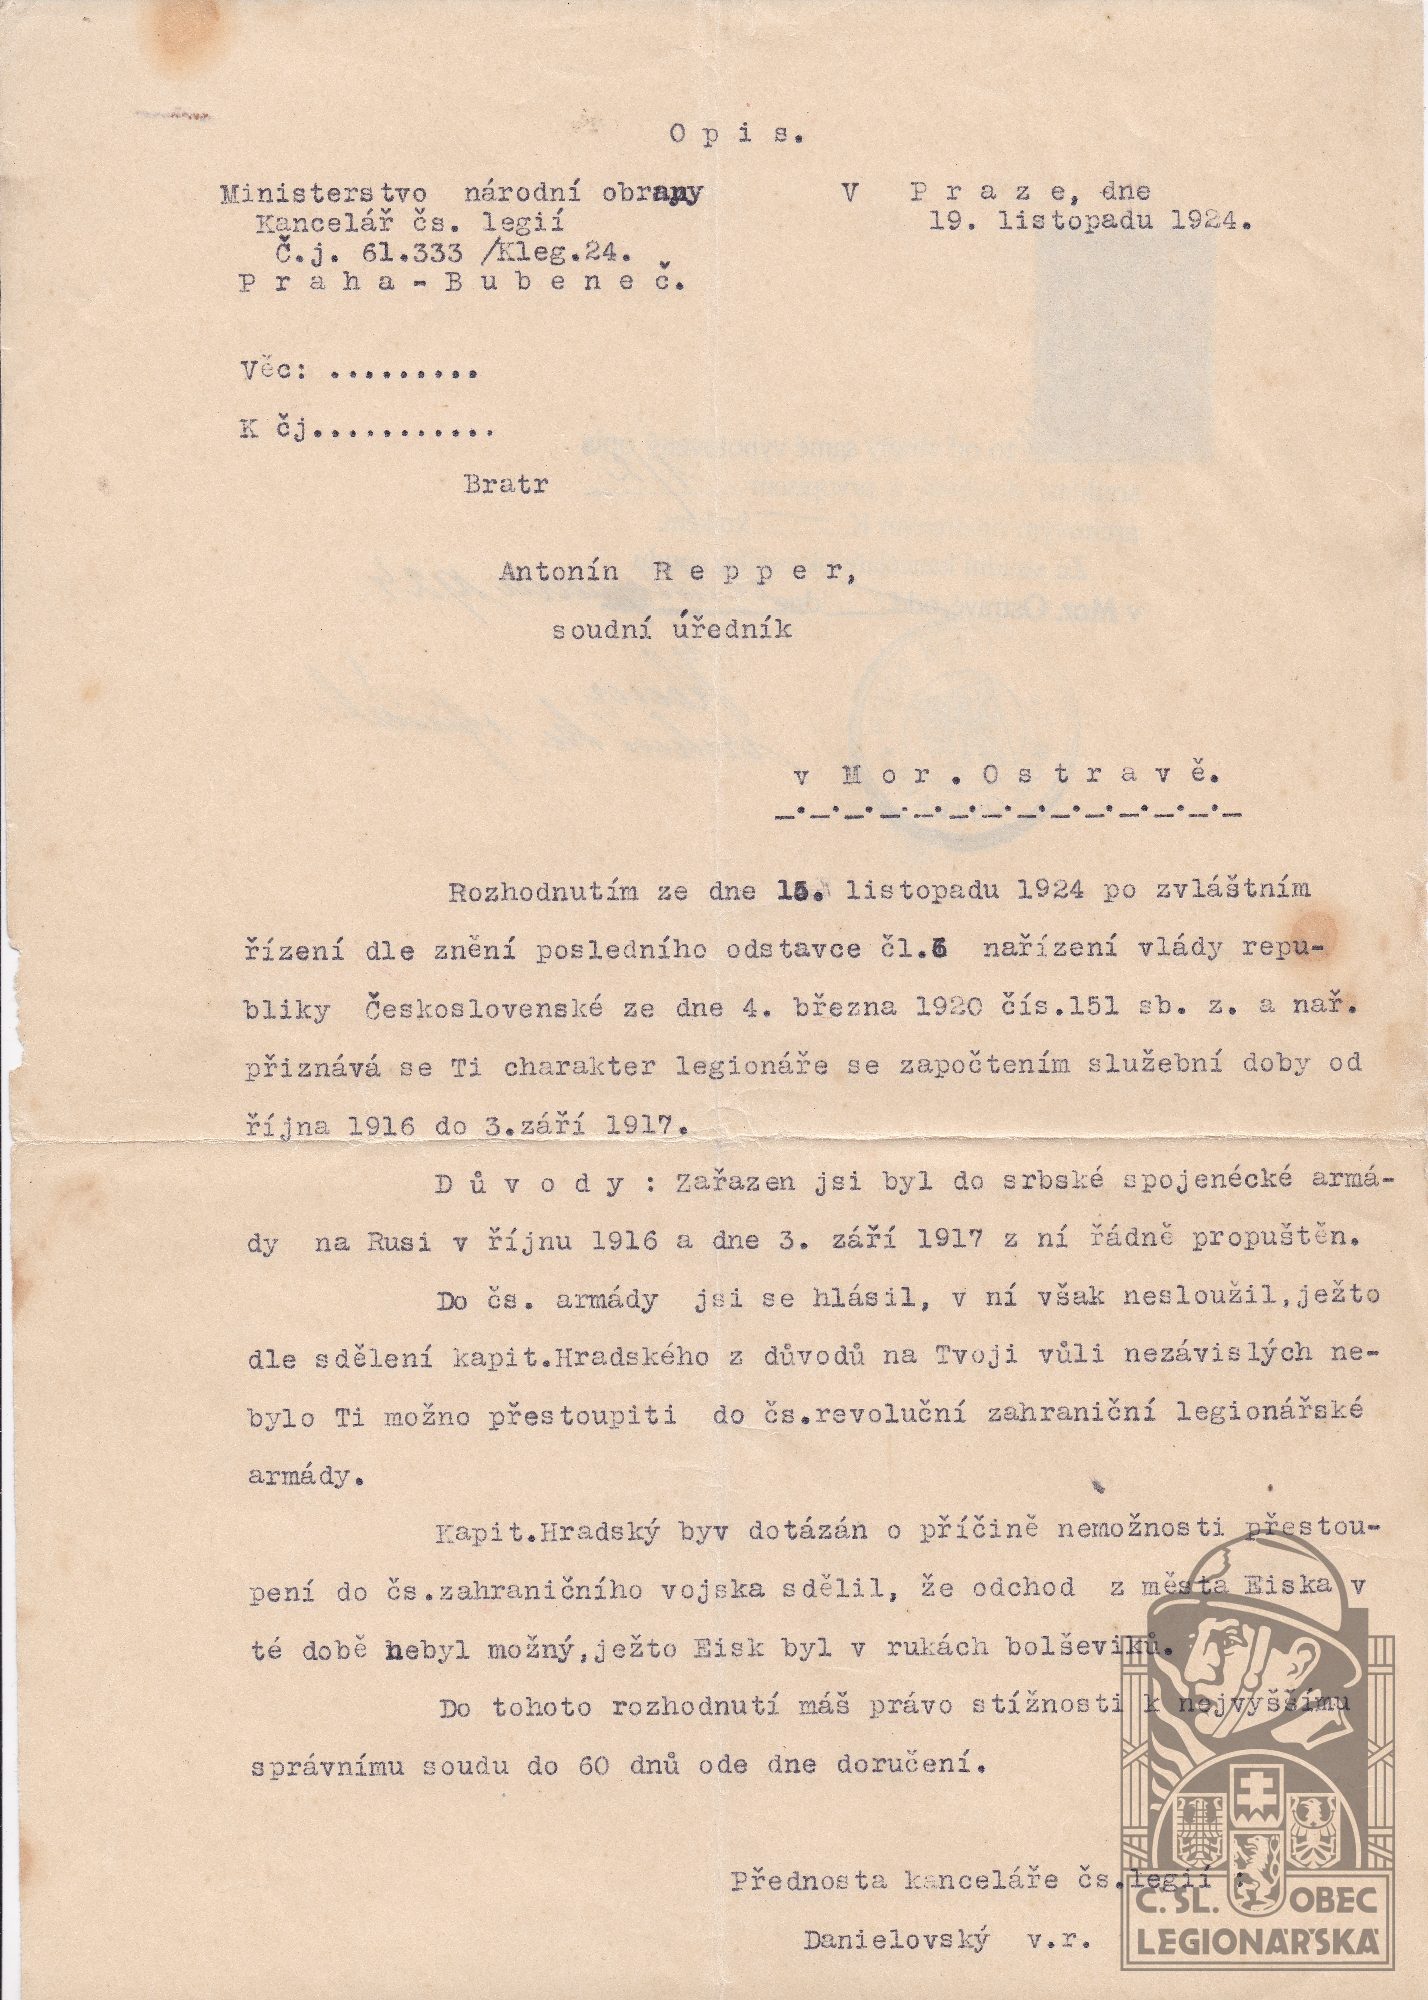 Opis.
Ministerstvo národní obrany
V Praze, dne
Kancelář čs. legií
19. listopadu 1924.
Č.j. 61.333 /Kleg.24.
Praha-Bubeneč.
Věc: .........
K čj...........
Bratr
Antonín Repper,
soudní úředník
v Mor.Ostravě.
Rozhodnutím ze dne 15. listopadu 1924 po zvláštním
řízení dle znění posledního odstavce čl. nařízení vlády repu-
bliky Československé ze dne 4. března 1920 čís.151 sb. z. a nař.
přiznává se Ti charakter legionáře se započtením služební doby od
října 1916 do 3.září 1917.
Důvody: Zařazen jsi byl do srbské spojenécké armá-
dy na Rusi v říjnu 1916 a dne 3. září 1917 z ní řádně propuštěn.
Do čs. armády jsi se hlásil, v ní však nesloužil,ježto
dle sdělení kapit.Hradského z důvodů na Tvoji vůli nezávislých ne-
bylo Ti možno přestoupiti do čs.revoluční zahraniční legionářské
armády.
Kapit.Hradský byv dotázán o příčině nemožnosti přestou-
pení do čs.zahraničního vojska sdělil, že odchod z města Eiska v
té době nebyl možný,ježto Eisk byl v rukách bolševiků.
Do tohoto rozhodnutí máš právo stížnosti k nejvyššímu
správnímu soudu do 60 dnů ode dne doručení.
Přednosta kanceláře čs.legií :
Danielovský v.r.
Č. SL. OBEC
LEGIONÁŘSKÁ